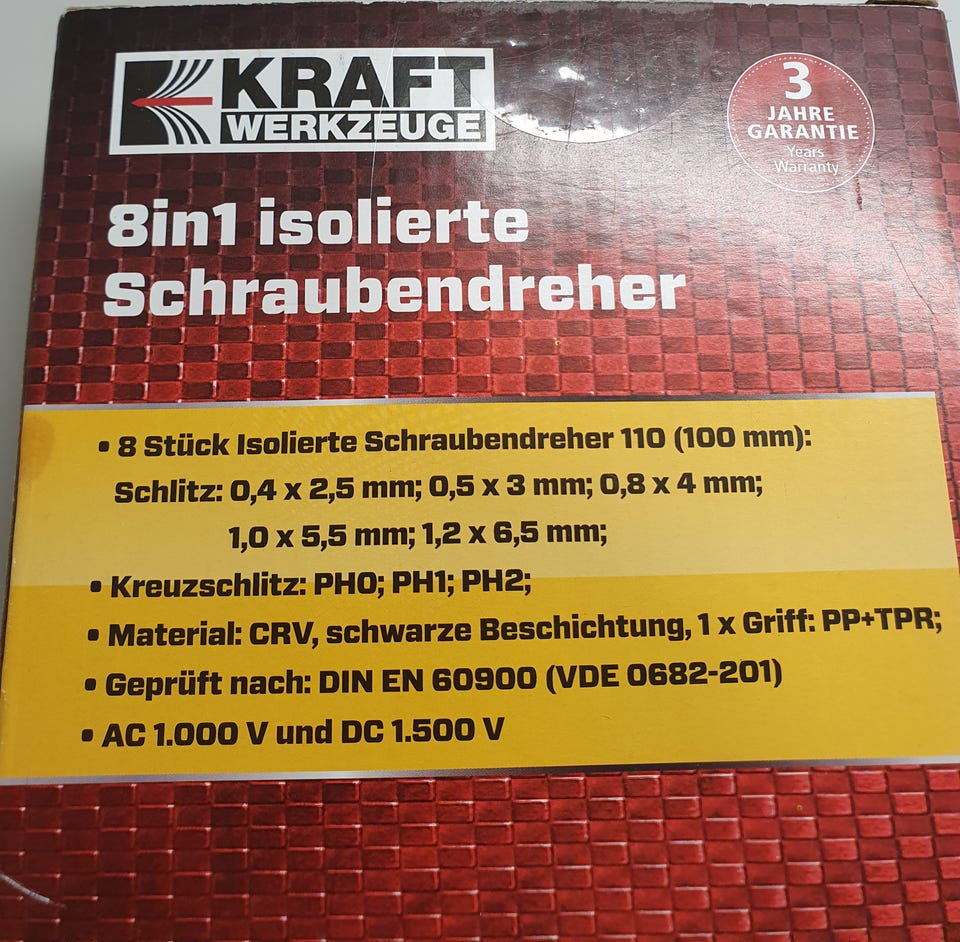 KRAFT
WERKZEUGE
3
JAHRE
GARANTIE
Years
Warranty
8in1 isolierte
Schraubendreher
• 8 Stück Isolierte Schraubendreher 110 (100 mm):
Schlitz: 0,4 x 2,5 mm; 0,5 x 3 mm; 0,8 x 4 mm;
1,0 x 5,5 mm; 1,2 x 6,5 mm;
• Kreuzschlitz: PH0; PH1; PH2;
• Material: CRV, schwarze Beschichtung, 1 x Griff: PP+TPR;
• Geprüft nach: DIN EN 60900 (VDE 0682-201)
• AC 1.000 V und DC 1.500 V